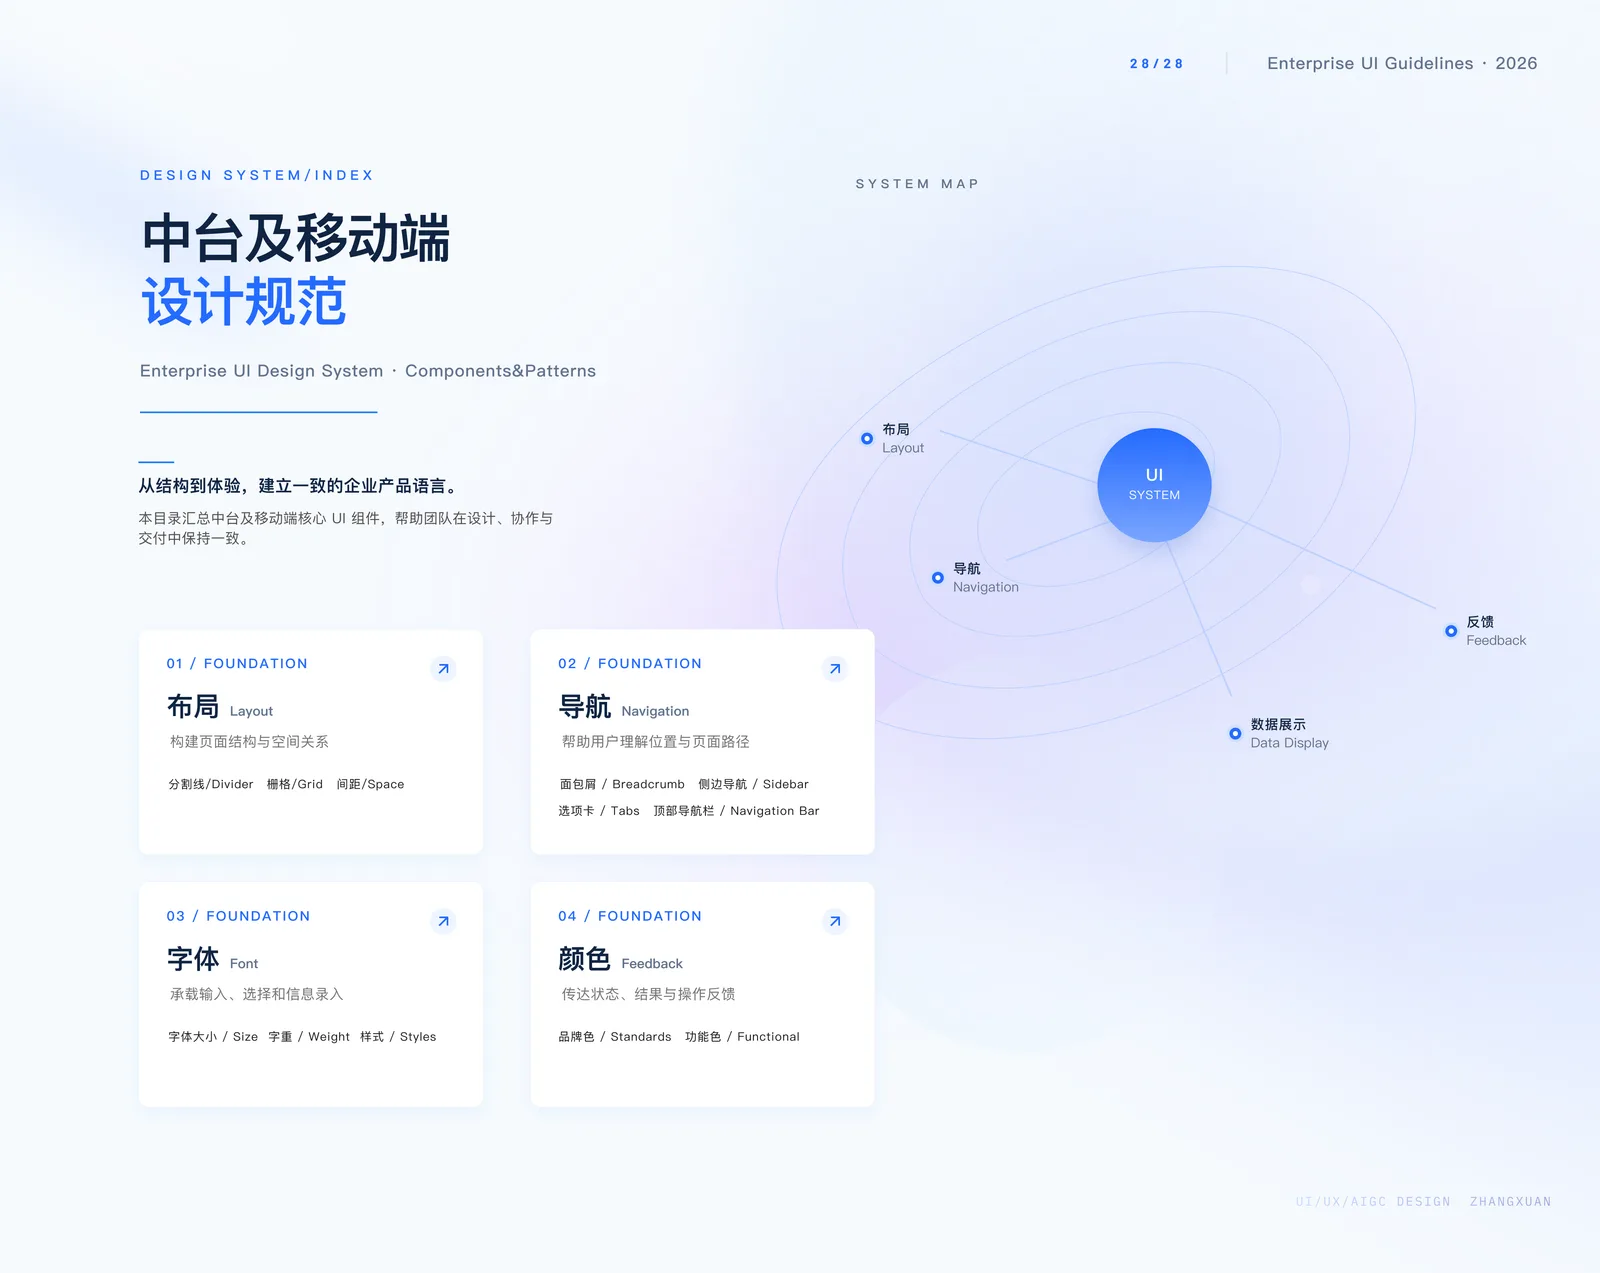 28/28
Enterprise UI Guidelines · 2026
DESIGN SYSTEM/INDEX
中台及移动端
设计规范
Enterprise UI Design System · Components&Patterns
从结构到体验，建立一致的企业产品语言。
本目录汇总中台及移动端核心 UI 组件，帮助团队在设计、协作与
交付中保持一致。
SYSTEM MAP
UI
SYSTEM
布局
Layout
导航
Navigation
反馈
Feedback
数据展示
Data Display
01 / FOUNDATION
布局 Layout
构建页面结构与空间关系
分割线/Divider 栅格/Grid 间距/Space
02 / FOUNDATION
导航 Navigation
帮助用户理解位置与页面路径
面包屑 / Breadcrumb 侧边导航 / Sidebar
选项卡 / Tabs 顶部导航栏 / Navigation Bar
03 / FOUNDATION
字体 Font
承载输入、选择和信息录入
字体大小 / Size 字重 / Weight 样式 / Styles
04 / FOUNDATION
颜色 Feedback
传达状态、结果与操作反馈
品牌色 / Standards 功能色 / Functional
UI/UX/AIGC DESIGN ZHANGXUAN